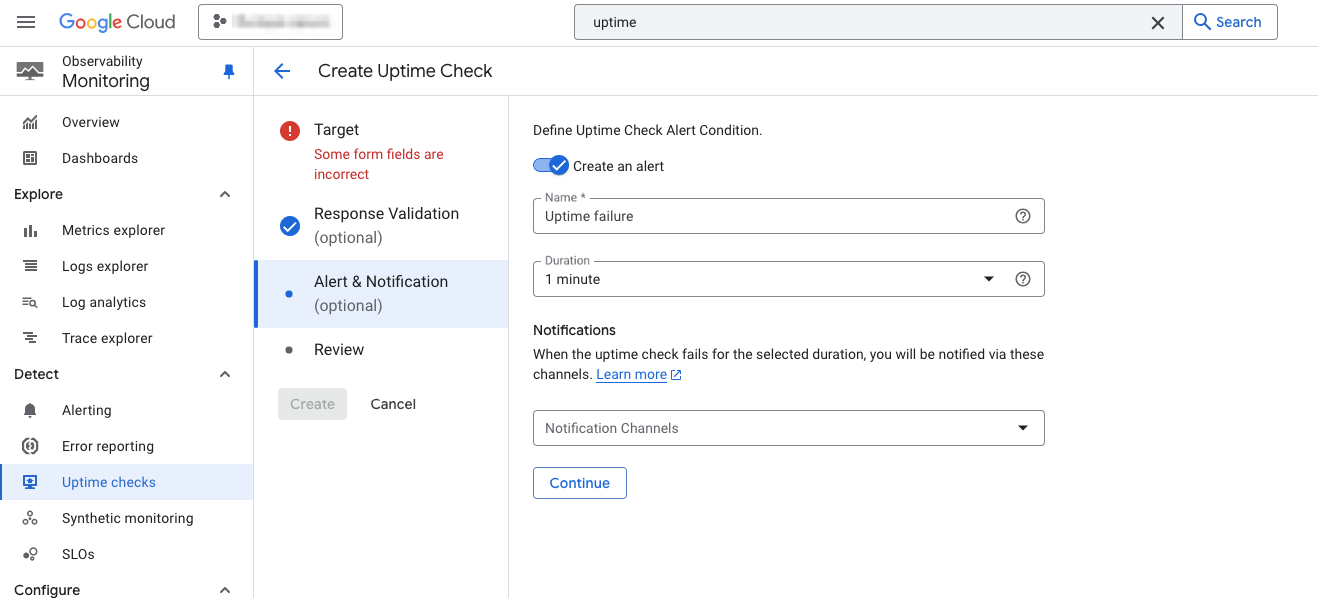 Google Cloud
uptime
Search
Observability
Monitoring
Create Uptime Check
Overview
Dashboards
Explore
Metrics explorer
Logs explorer
Log analytics
Trace explorer
Detect
Alerting
Error reporting
Uptime checks
Synthetic monitoring
SLOs
Configure
Target
Some form fields are
incorrect
Response Validation
(optional)
Alert & Notification
(optional)
Review
Create
Cancel
Define Uptime Check Alert Condition.
Create an alert
Name *
Uptime failure
Duration
1 minute
Notifications
When the uptime check fails for the selected duration, you will be notified via these
channels. Learn more
Notification Channels
Continue